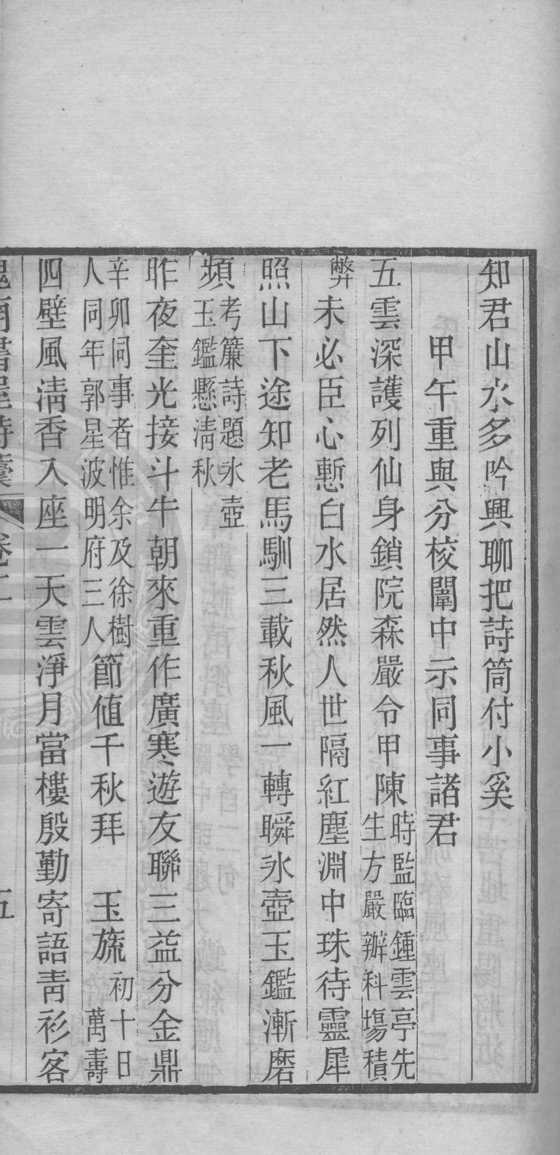 知君山水多吟興聊把詩筒付小奚
甲午重與分校闈中示同事諸君
五雲深護列仙身鎖院森嚴令甲陳時監臨鍾雲亭先生方嚴辦科塲積
弊未必臣心慙白水居然人世隔紅塵淵中珠待靈犀
照山下途知老馬馴三載秋風一轉瞬氷壺玉鑑漸磨
頻考簾詩題氷壺玉鑑懸清秋
昨夜奎光接斗牛朝來重作廣寒遊友聯三益分金鼎
辛卯同事者惟余及徐樹人同年郭星波明府三人節值千秋拜 玉旒初十日萬壽
四壁風清香入座一天雲淨月當樓殷勤寄語青衫客
書屋詩 卷二 五